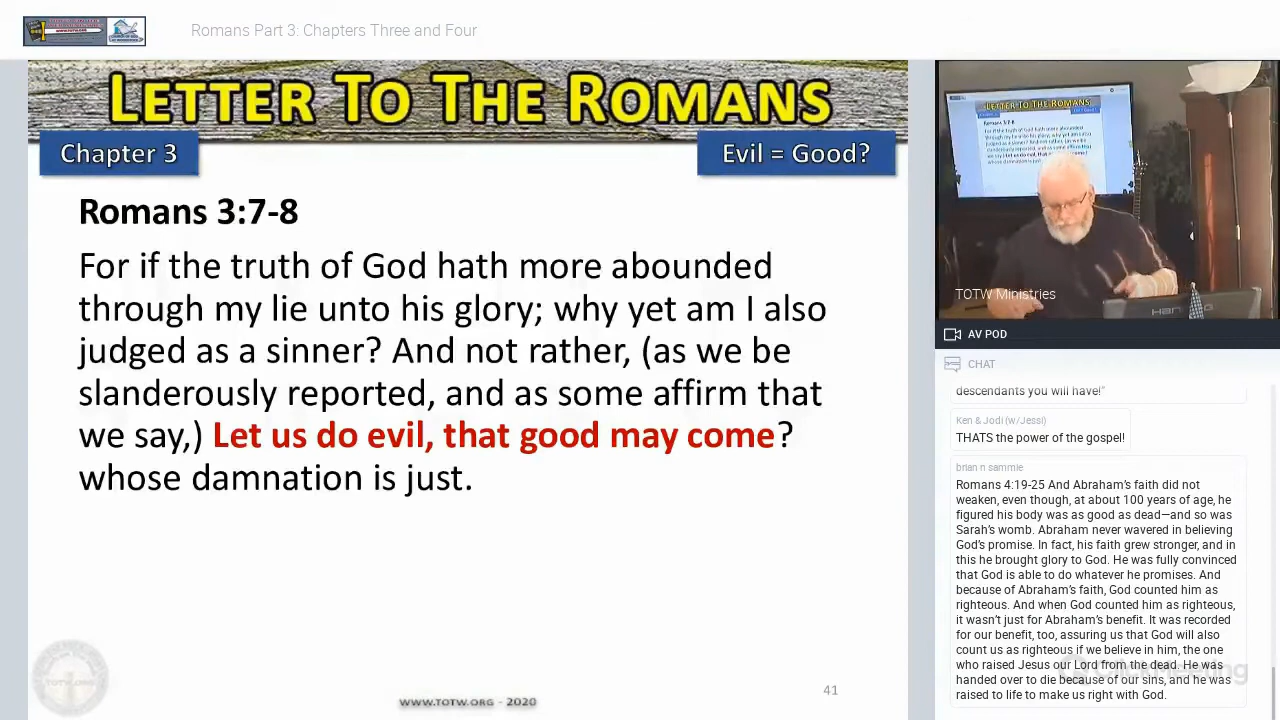 Romans Part 3: Chapters Three and Four
LETTER TO THE ROMANS
Chapter 3
Evil = Good?
Romans 3:7-8
For if the truth of God hath more abounded
through my lie unto his glory; why yet am I also
judged as a sinner? And not rather, (as we be
slanderously reported, and as some affirm that
we say,) Let us do evil, that good may come?
whose damnation is just.
WWW.TOTW.ORG - 2020
41
LETTER TO THE ROMANS
Romans 3:7-8
TOTW Ministries
AV POD
CHAT
descendants you will have!”
Ken & Jodi (w/Jessi)
THATS the power of the gospel!
brian n sammie
Romans 4:19-25 And Abraham’s faith did not
weaken, even though, at about 100 years of age, he
figured his body was as good as dead—and so was
Sarah’s womb. Abraham never wavered in believing
God’s promise. In fact, his faith grew stronger, and in
this he brought glory to God. He was fully convinced
that God is able to do whatever he promises. And
because of Abraham’s faith, God counted him as
righteous. And when God counted him as righteous,
it wasn’t just for Abraham’s benefit. It was recorded
for our benefit, too, assuring us that God will also
count us as righteous if we believe in him, the one
who raised Jesus our Lord from the dead. He was
handed over to die because of our sins, and he was
raised to life to make us right with God.